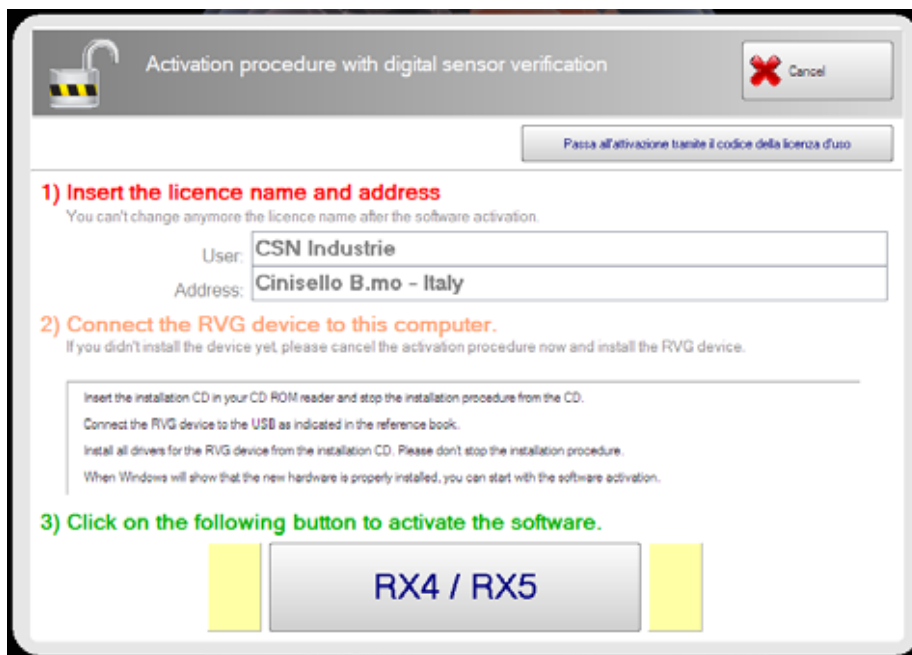 Activation procedure with digital sensor verification
Cancel
Passa all'attivazione tramite il codice della licenza d'uso
1) Insert the licence name and address
You can't change anymore the licence name after the software activation.
User: CSN Industrie
Address: Cinisello B.mo - Italy
2) Connect the RVG device to this computer.
If you didn't install the device yet, please cancel the activation procedure now and install the RVG device.
Insert the installation CD in your CD ROM reader and stop the installation procedure from the CD.
Connect the RVG device to the USB as indicated in the reference book.
Install all drivers for the RVG device from the installation CD. Please don't stop the installation procedure.
When Windows will show that the new hardware is properly installed, you can start with the software activation.
3) Click on the following button to activate the software.
RX4 / RX5